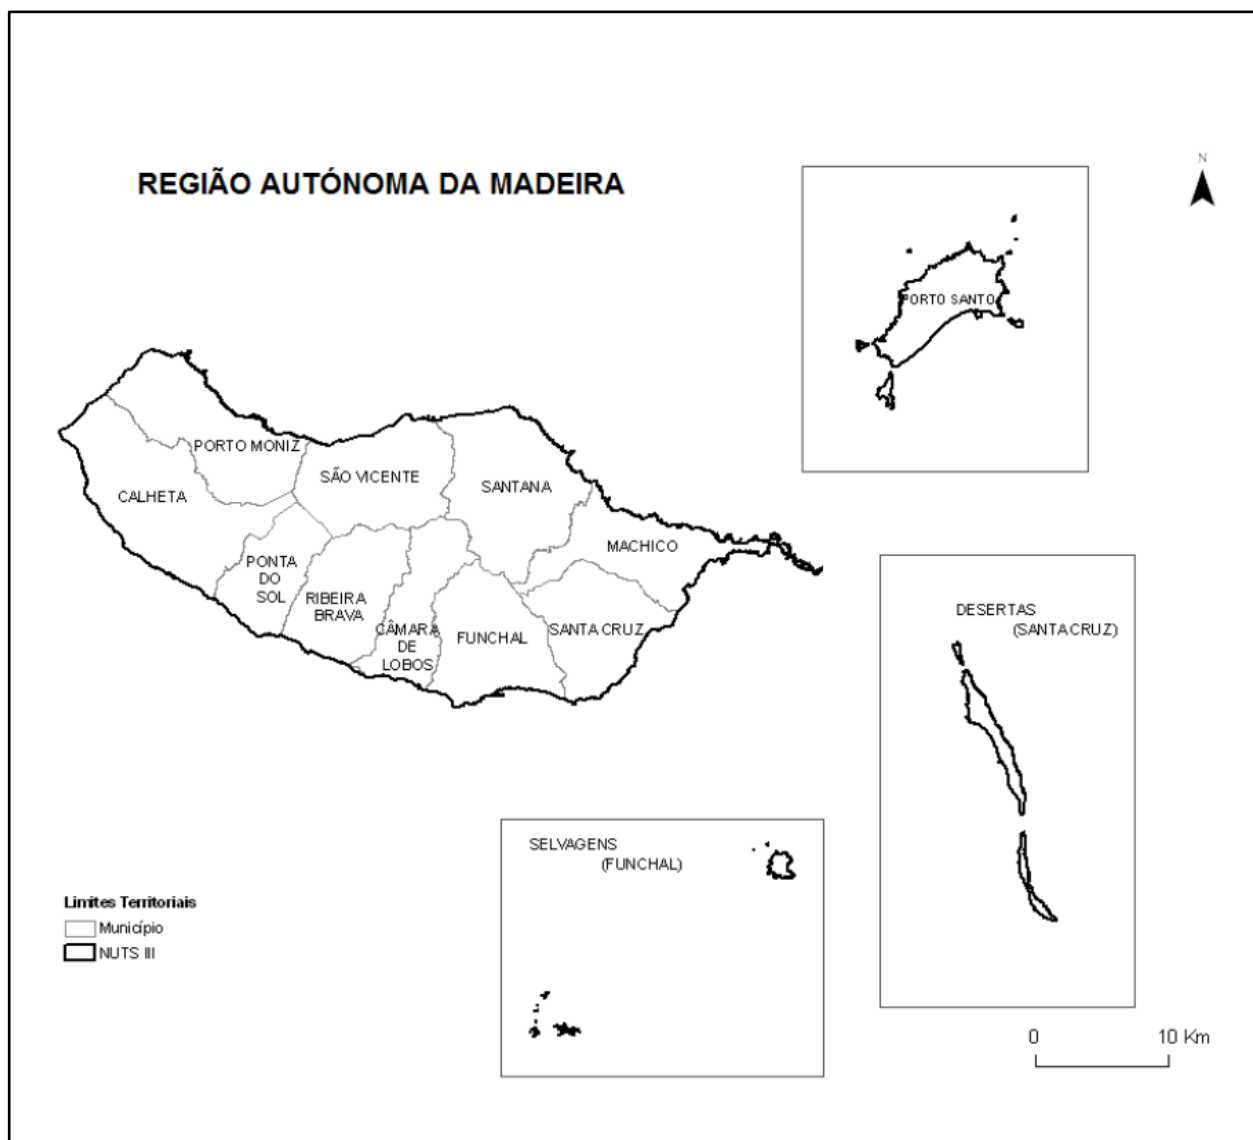 REGIÃO AUTÓNOMA DA MADEIRA
N
PORTO SANTO
PORTO MONIZ
SÃO VICENTE
CALHETA
SANTANA
MACHICO
PONTA
DO
SOL
RIBEIRA
BRAVA
CÂMARA
DE
LOBOS
FUNCHAL
SANTA CRUZ
DESERTAS
(SANTA CRUZ)
SELVAGENS
(FUNCHAL)
Limites Territoriais
Município
NUTS III
0 10 Km